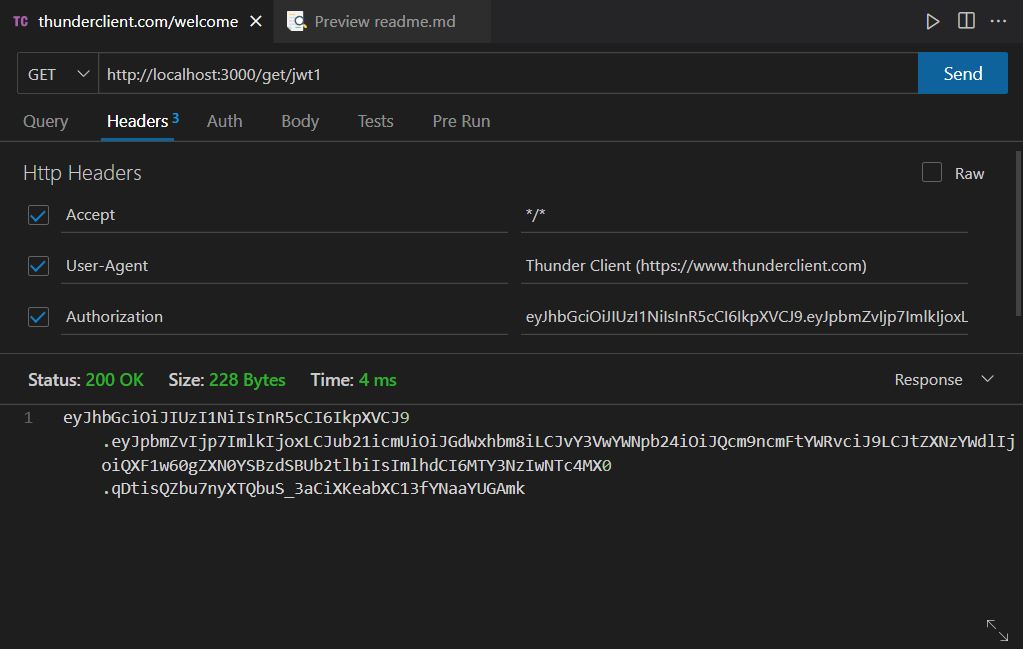 TC thunderclient.com/welcome
Preview readme.md
GET
http://localhost:3000/get/jwt1
Send
Query
Headers 3
Auth
Body
Tests
Pre Run
Http Headers
Raw
Accept
*/*
User-Agent
Thunder Client (https://www.thunderclient.com)
Authorization
eyJhbGciOiJIUzI1NiIsInR5cCI6IkpXVCJ9.eyJpbmZvIjp7ImlkIjoxL
Status: 200 OK
Size: 228 Bytes
Time: 4 ms
Response
1
eyJhbGciOiJIUzI1NiIsInR5cCI6IkpXVCJ9
.eyJpbmZvIjp7ImlkIjoxLCJub21icmUiOiJGdWxhbm8iLCJvY3VwYWNpb24iOiJQcm9ncmFtYWRvciJ9LCJtZXNzYWdlIj
oiQXF1w60gZXN0YSBzdSBUb2tlbiIsImlhdCI6MTY3NzIwNTc4MX0
.qDtisQZbu7nyXTQbuS_3aCiXKeabXC13fYNaaYUGAmk